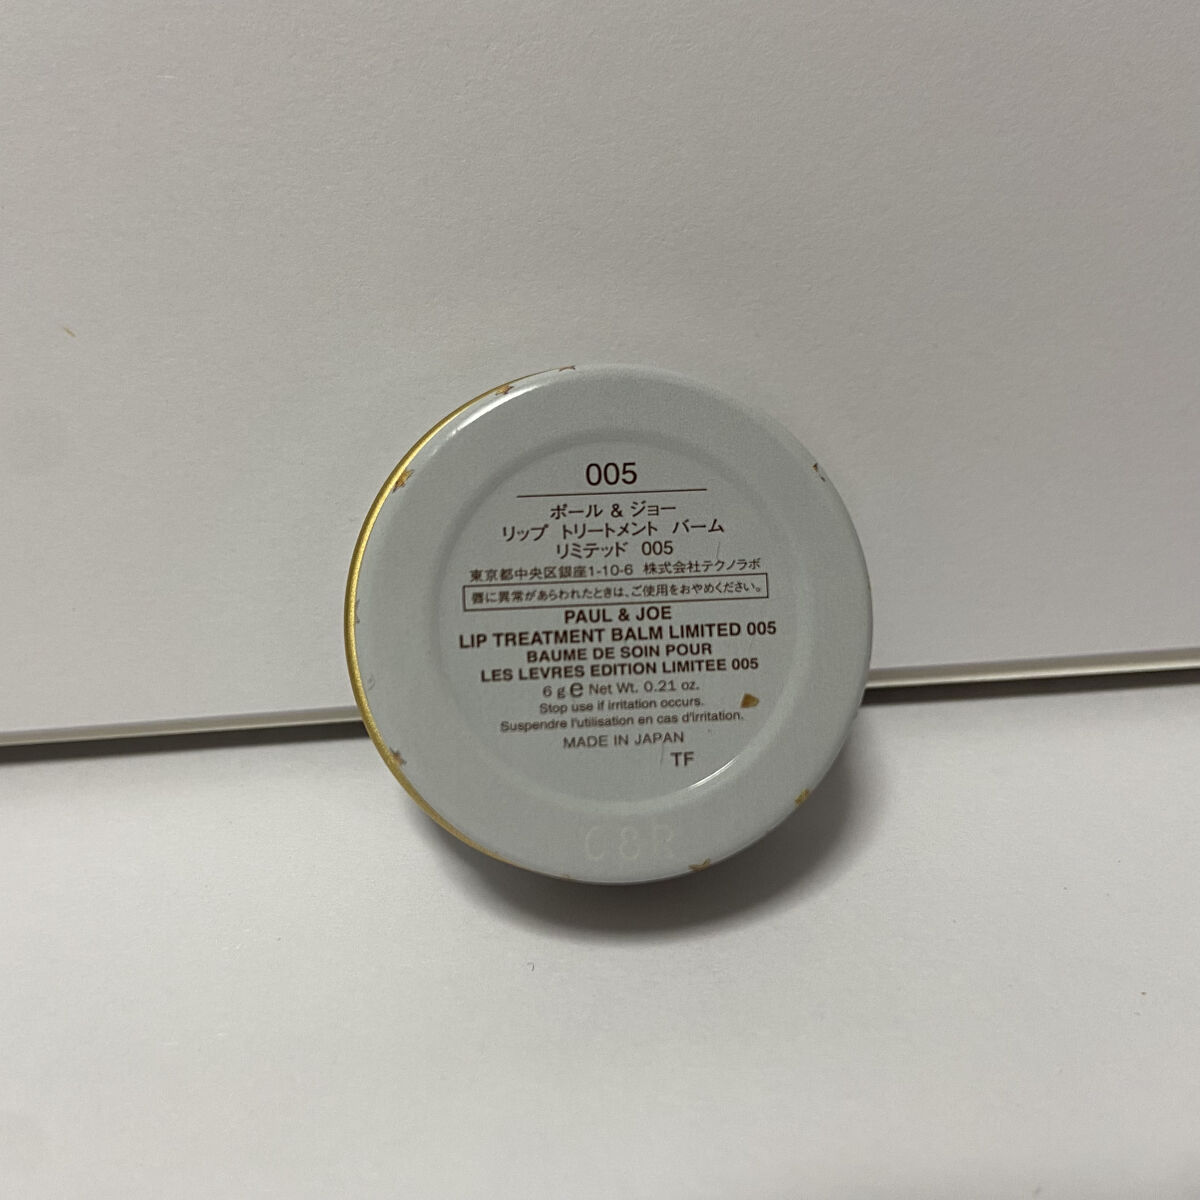 005
ポール & ジョー
リップ トリートメント バーム
リミテッド 005
東京都中央区銀座1-10-6 株式会社テクノラボ
唇に異常があらわれたときは、ご使用をおやめください。
PAUL & JOE
LIP TREATMENT BALM LIMITED 005
BAUME DE SOIN POUR
LES LEVRES EDITION LIMITEE 005
6 g ℮ Net Wt. 0.21 oz.
Stop use if irritation occurs.
Suspendre l'utilisation en cas d'irritation.
MADE IN JAPAN
TF